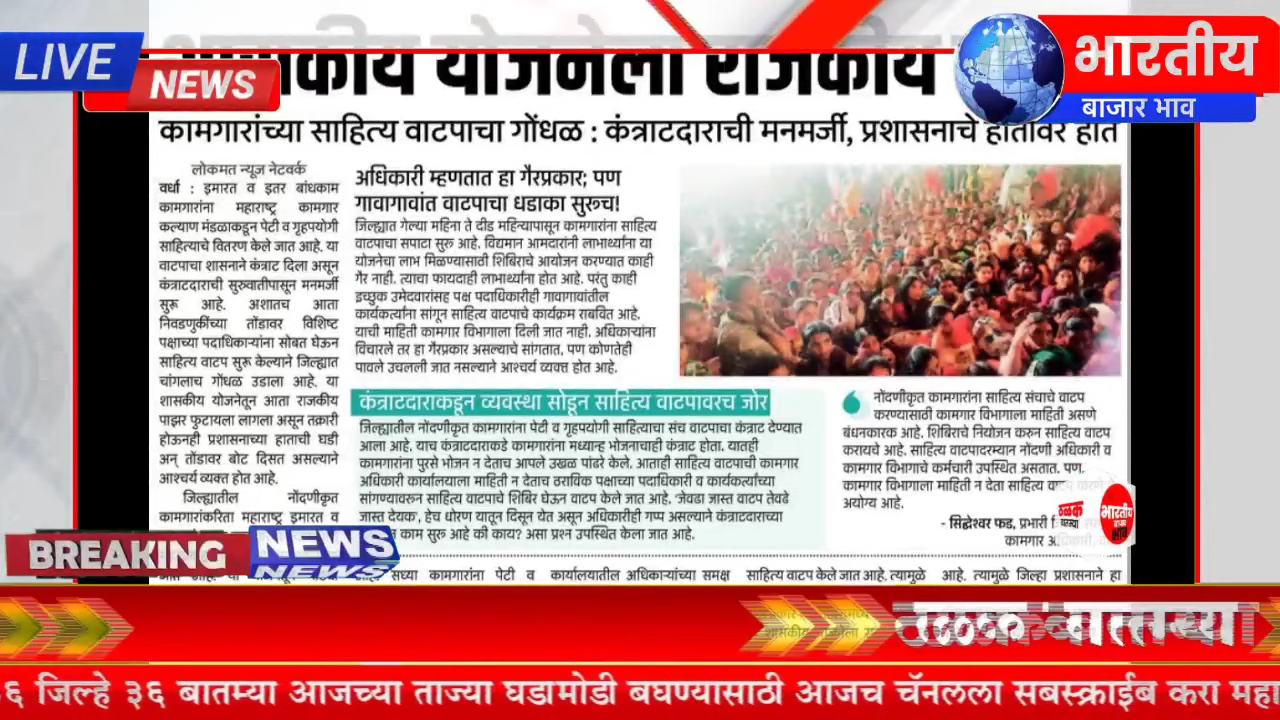 LIVE
NEWS
योजनेला राजकीय
भारतीय
बाजार भाव
कामगारांच्या साहित्य वाटपाचा गोंधळ : कंत्राटदाराची मनमर्जी, प्रशासनाचे हातावर हात
लोकमत न्यूज नेटवर्क
वर्धा : इमारत व इतर बांधकाम
कामगारांना महाराष्ट्र कामगार
कल्याण मंडळाकडून पेटी व गृहपयोगी
साहित्याचे वितरण केले जात आहे. या
वाटपाचा शासनाने कंत्राट दिला असून
कंत्राटदाराची सुरुवातीपासून मनमर्जी
सुरू आहे. अशातच आता
निवडणुकींच्या तोंडावर विशिष्ट
पक्षाच्या पदाधिकाऱ्यांना सोबत घेऊन
साहित्य वाटप सुरू केल्याने जिल्ह्यात
चांगलाच गोंधळ उडाला आहे. या
शासकीय योजनेतून आता राजकीय
पाझर फुटायला लागला असून तक्रारी
होऊनही प्रशासनाच्या हाताची घडी
अन् तोंडावर बोट दिसत असल्याने
आश्चर्य व्यक्त होत आहे.
जिल्ह्यातील नोंदणीकृत
कामगारांकरिता महाराष्ट्र इमारत व
अधिकारी म्हणतात हा गैरप्रकार; पण
गावागावांत वाटपाचा धडाका सुरूच!
जिल्ह्यात गेल्या महिना ते दीड महिन्यापासून कामगारांना साहित्य
वाटपाचा सपाटा सुरु आहे. विद्यमान आमदारांनी लाभार्थ्यांना या
योजनेचा लाभ मिळण्यासाठी शिबिराचे आयोजन करण्यात काही
गैर नाही. त्याचा फायदाही लाभार्थ्यांना होत आहे. परंतु काही
इच्छुक उमेदवारांसह पक्ष पदाधिकारीही गावागावांतील
कार्यकर्त्यांना सांगून साहित्य वाटपाचे कार्यक्रम राबवित आहे.
याची माहिती कामगार विभागाला दिली जात नाही. अधिकाऱ्यांना
विचारले तर हा गैरप्रकार असल्याचे सांगतात, पण कोणतेही
पावले उचलली जात नसल्याने आश्चर्य व्यक्त होत आहे.
कंत्राटदाराकडून व्यवस्था सोडून साहित्य वाटपावरच जोर
जिल्ह्यातील नोंदणीकृत कामगारांना पेटी व गृहपयोगी साहित्याचा संच वाटपाचा कंत्राट देण्यात
आला आहे. याच कंत्राटदाराकडे कामगारांना मध्यान्ह भोजनाचाही कंत्राट होता. यातही
कामगारांना पुरसे भोजन न देताच आपले उखळ पांढरे केले. आताही साहित्य वाटपाची कामगार
अधिकारी कार्यालयाला माहिती न देताच ठराविक पक्षाच्या पदाधिकारी व कार्यकर्त्यांच्या
सांगण्यावरून साहित्य वाटपाचे शिबिर घेऊन वाटप केले जात आहे. 'जेवढा जास्त वाटप तेवढे
जास्त देयक', हेच धोरण यातून दिसून येत असून अधिकारीही गप्प असल्याने कंत्राटदाराच्या
काम सुरू आहे की काय? असा प्रश्न उपस्थित केला जात आहे.
नोंदणीकृत कामगारांना साहित्य संचाचे वाटप
करण्यासाठी कामगार विभागाला माहिती असणे
बंधनकारक आहे. शिबिराचे नियोजन करुन साहित्य वाटप
करायचे आहे. साहित्य वाटपादरम्यान नोंदणी अधिकारी व
कामगार विभागाचे कर्मचारी उपस्थित असतात. पण,
कामगार विभागाला माहिती न देता साहित्य
अयोग्य आहे.
- सिद्धेश्वर फड, प्रभारी
कामगार
भारतीय
बाजार
भाव
BREAKING
NEWS
सध्या कामगारांना पेटी व
कार्यालयातील अधिकाऱ्यांच्या समक्ष
साहित्य वाटप केले जात आहे. त्यामुळे
आहे. त्यामुळे जिल्हा प्रशासनाने हा
ठळक बातम्या
६ जिल्हे ३६ बातम्या आजच्या ताज्या घडामोडी बघण्यासाठी आजच चॅनलला सबस्क्राईब करा महा